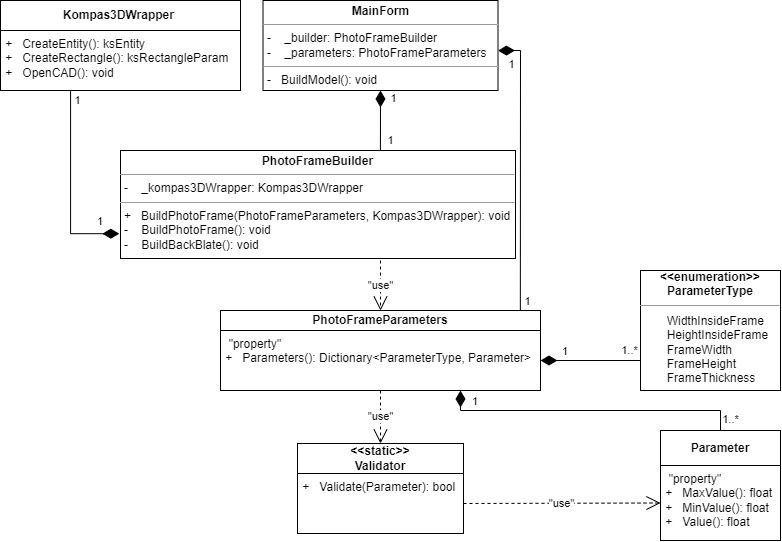 Kompas3DWrapper
+ CreateEntity(): ksEntity
+ CreateRectangle(): ksRectangleParam
+ OpenCAD(): void
MainForm
- _builder: PhotoFrameBuilder
- _parameters: PhotoFrameParameters
- BuildModel(): void
1
1
1
1
PhotoFrameBuilder
- _kompas3DWrapper: Kompas3DWrapper
+ BuildPhotoFrame(PhotoFrameParameters, Kompas3DWrapper): void
- BuildPhotoFrame(): void
- BuildBackBlate(): void
1
"use"
1
<<enumeration>>
ParameterType
WidthInsideFrame
HeightInsideFrame
FrameWidth
FrameHeight
FrameThickness
PhotoFrameParameters
"property"
+ Parameters(): Dictionary<ParameterType, Parameter>
1
1..*
"use"
1
1..*
<<static>>
Validator
+ Validate(Parameter): bool
"use"
Parameter
"property"
+ MaxValue(): float
+ MinValue(): float
+ Value(): float